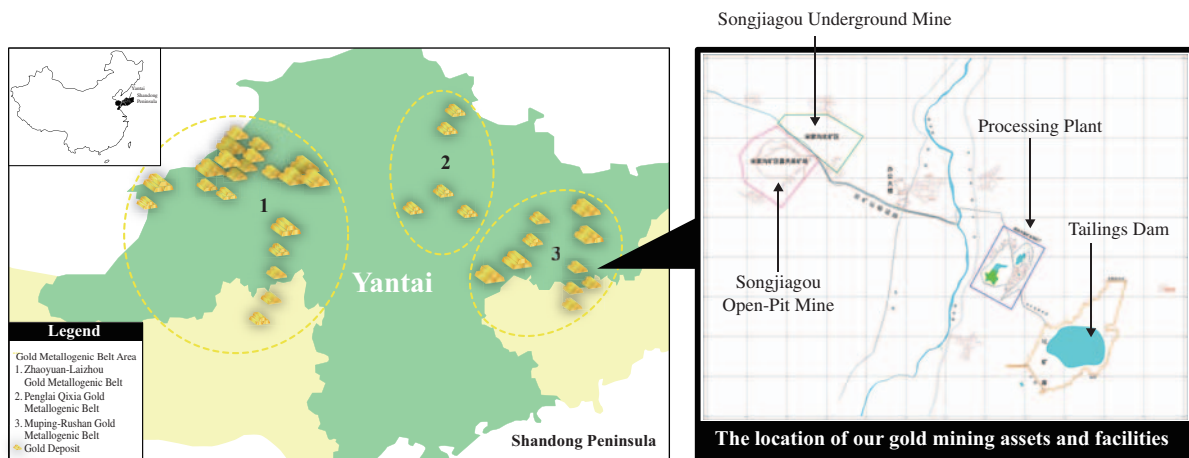 Songjiagou Underground Mine
Yantai
Shandong
Peninsula
Processing Plant
2
1
Tailings Dam
3
Yantai
Songjiagou
Open-Pit Mine
Legend
Gold Metallogenic Belt Area
1. Zhaoyuan-Laizhou
Gold Metallogenic Belt
2. Penglai Qixia Gold
Metallogenic Belt
3. Muping-Rushan Gold
Metallogenic Belt
Gold Deposit
Shandong Peninsula
The location of our gold mining assets and facilities